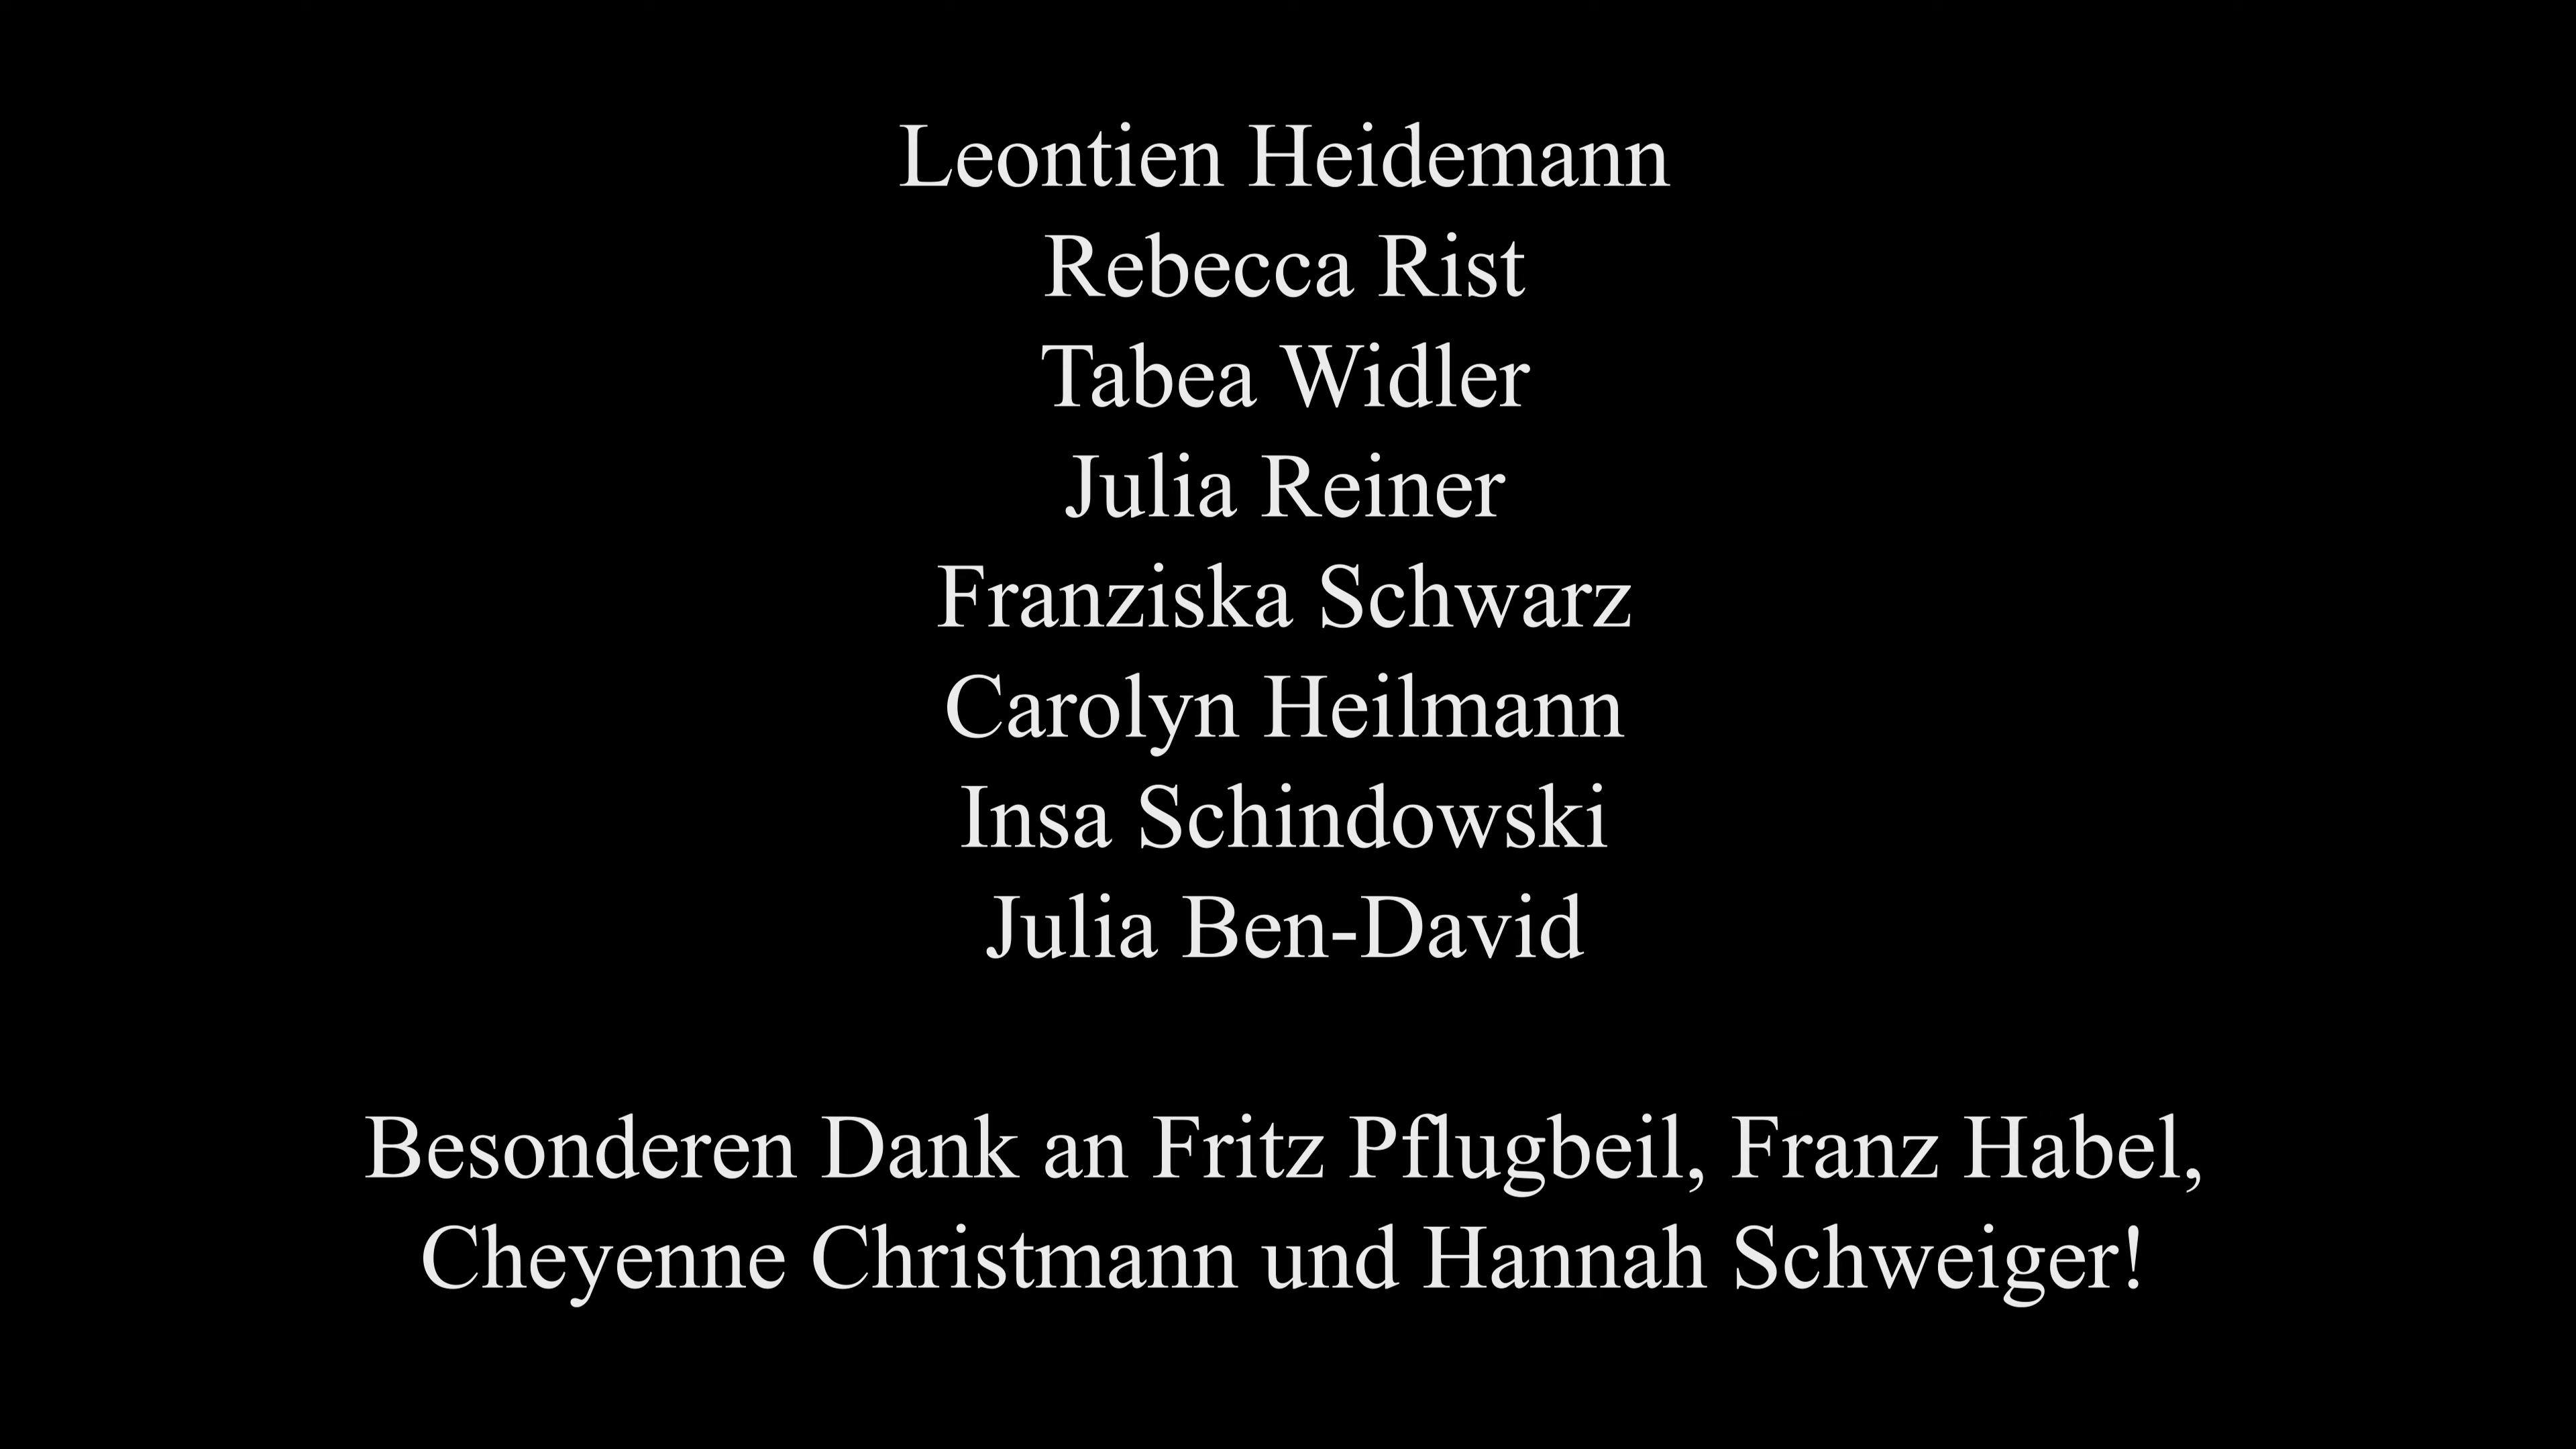 Leontien Heidemann
Rebecca Rist
Tabea Widler
Julia Reiner
Franziska Schwarz
Carolyn Heilmann
Insa Schindowski
Julia Ben-David
Besonderen Dank an Fritz Pflugbeil, Franz Habel,
Cheyenne Christmann und Hannah Schweiger!